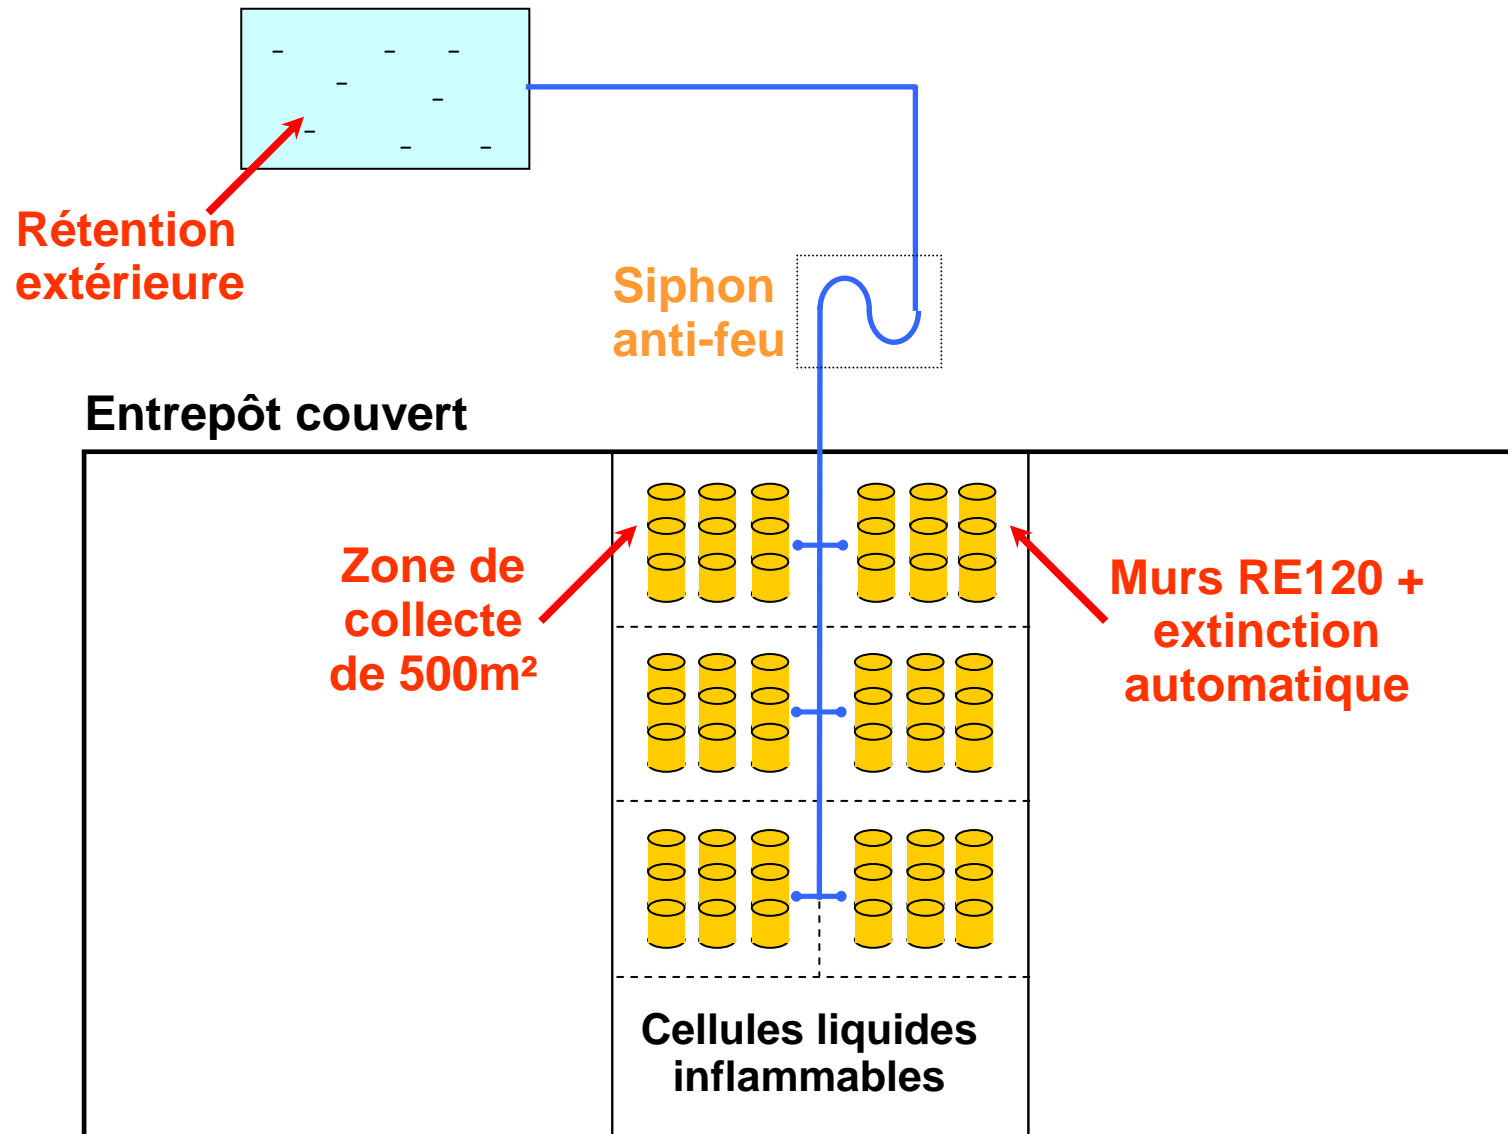 Rétention
extérieure
Siphon
anti-feu
Entrepôt couvert
Zone de
collecte
de 500m²
Murs RE120 +
extinction
automatique
Cellules liquides
inflammables